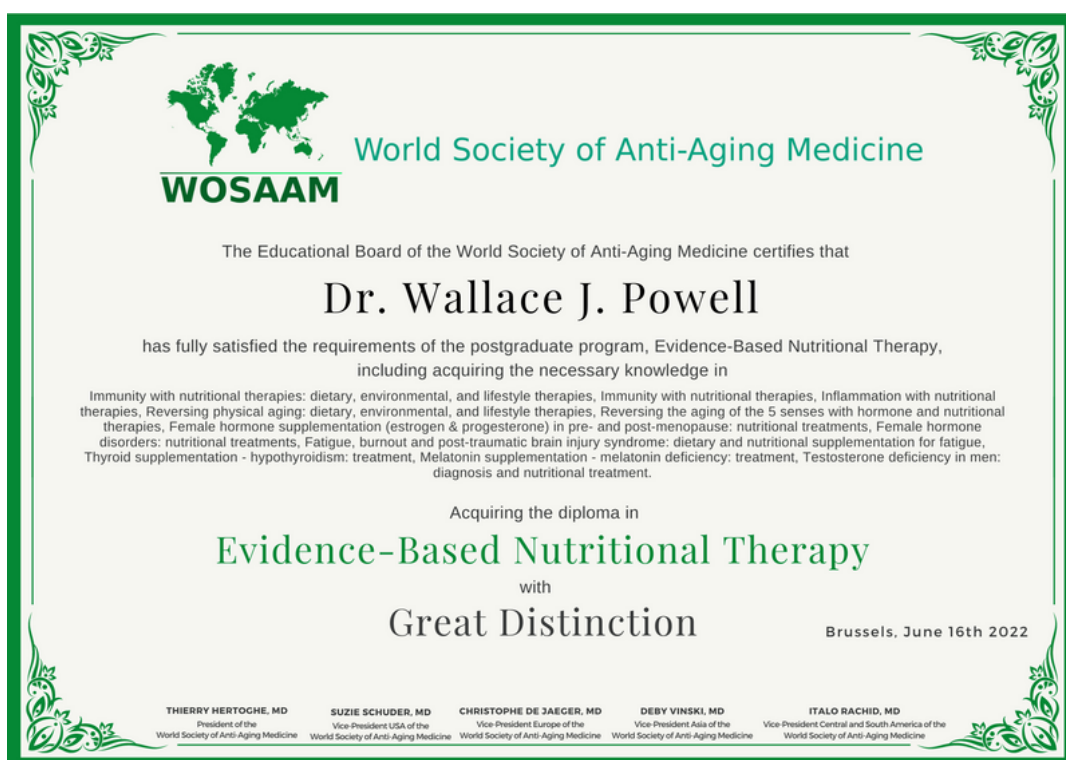 World Society of Anti-Aging Medicine
WOSAAM
The Educational Board of the World Society of Anti-Aging Medicine certifies that
Dr. Wallace J. Powell
has fully satisfied the requirements of the postgraduate program, Evidence-Based Nutritional Therapy,
including acquiring the necessary knowledge in
Immunity with nutritional therapies: dietary, environmental, and lifestyle therapies, Immunity with nutritional therapies, Inflammation with nutritional
therapies, Reversing physical aging: dietary, environmental, and lifestyle therapies, Reversing the aging of the 5 senses with hormone and nutritional
therapies, Female hormone supplementation (estrogen & progesterone) in pre- and post-menopause: nutritional treatments, Female hormone
disorders: nutritional treatments, Fatigue, burnout and post-traumatic brain injury syndrome: dietary and nutritional supplementation for fatigue,
Thyroid supplementation - hypothyroidism: treatment, Melatonin supplementation - melatonin deficiency: treatment, Testosterone deficiency in men:
diagnosis and nutritional treatment.
Acquiring the diploma in
Evidence-Based Nutritional Therapy
with
Great Distinction
Brussels, June 16th 2022
THIERRY HERTOGHE, MD
President of the
World Society of Anti-Aging Medicine
SUZIE SCHUDER, MD
Vice-President USA of the
World Society of Anti-Aging Medicine
CHRISTOPHE DE JAEGER, MD
Vice-President Europe of the
World Society of Anti-Aging Medicine
DEBY VINSKI, MD
Vice-President Asia of the
World Society of Anti-Aging Medicine
ITALO RACHID, MD
Vice-President Central and South America of the
World Society of Anti-Aging Medicine